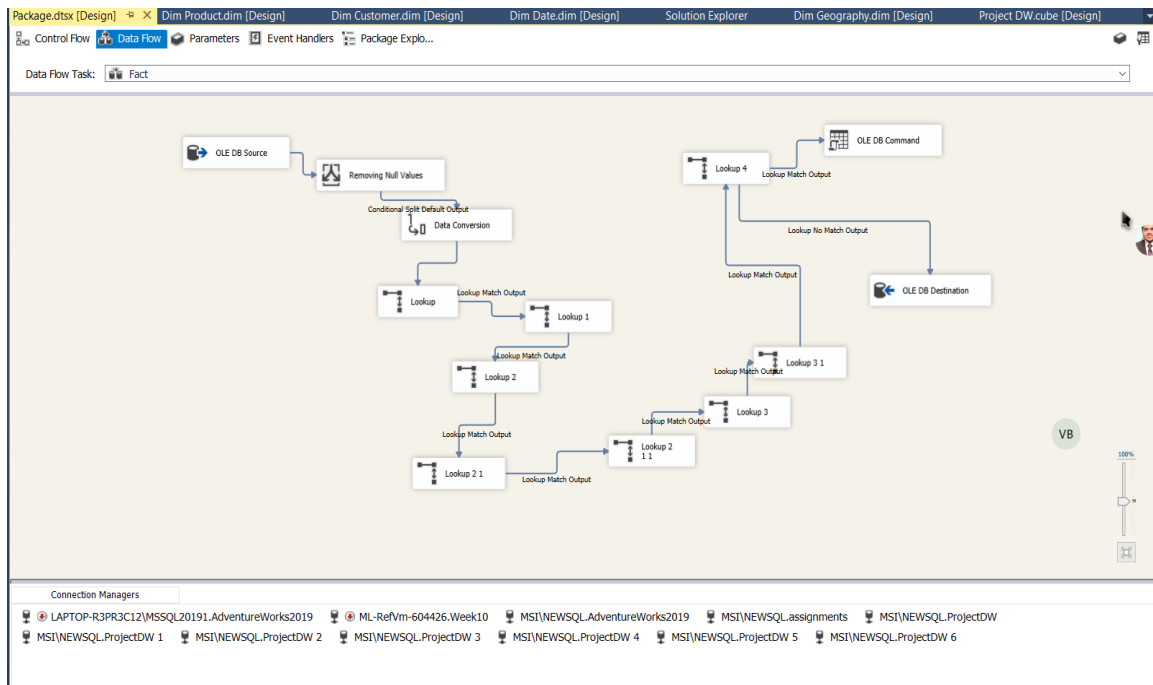 Package.dtsx [Design] Dim Product.dim [Design] Dim Customer.dim [Design] Dim Date.dim [Design] Solution Explorer Dim Geography.dim [Design] Project DW.cube [Design]
Control Flow Data Flow Parameters Event Handlers Package Explo...
Data Flow Task: Fact
OLE DB Source
Removing Null Values
Conditional Split Default Output
Data Conversion
Lookup
Lookup Match Output
Lookup 1
Lookup Match Output
Lookup 2
Lookup Match Output
Lookup 2 1
Lookup Match Output
Lookup 2
1 1
Lookup Match Output
Lookup 3
Lookup Match Output
Lookup 3 1
Lookup Match Output
Lookup 4
Lookup Match Output
OLE DB Command
Lookup No Match Output
OLE DB Destination
VB
100%
Connection Managers
LAPTOP-R3PR3C12\MSSQL20191.AdventureWorks2019 ML-RefVm-604426.Week10 MSI\NEWSQL.AdventureWorks2019 MSI\NEWSQL.assignments MSI\NEWSQL.ProjectDW
MSI\NEWSQL.ProjectDW 1 MSI\NEWSQL.ProjectDW 2 MSI\NEWSQL.ProjectDW 3 MSI\NEWSQL.ProjectDW 4 MSI\NEWSQL.ProjectDW 5 MSI\NEWSQL.ProjectDW 6